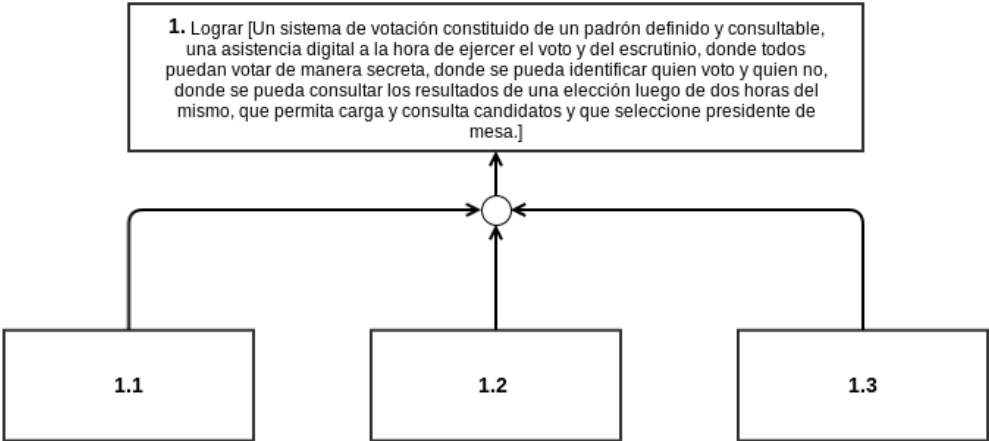 1. Lograr [Un sistema de votación constituido de un padrón definido y consultable,
una asistencia digital a la hora de ejercer el voto y del escrutinio, donde todos
puedan votar de manera secreta, donde se pueda identificar quien voto y quien no,
donde se pueda consultar los resultados de una elección luego de dos horas del
mismo, que permita carga y consulta candidatos y que seleccione presidente de
mesa.]
1.1
1.2
1.3